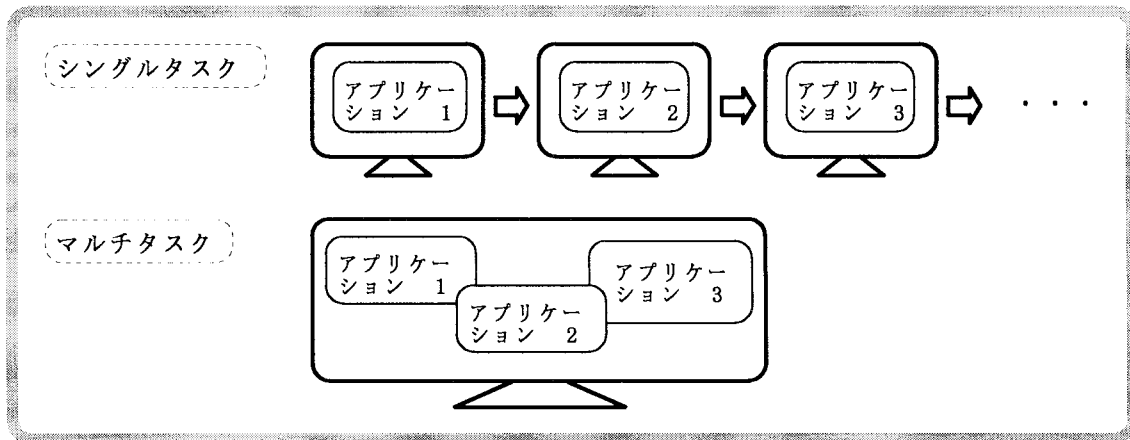 シングルタスク
アプリケー
ション 1
アプリケー
ション 2
アプリケー
ション 3
・・・
マルチタスク
アプリケー
ション 1
アプリケー
ション 2
アプリケー
ション 3